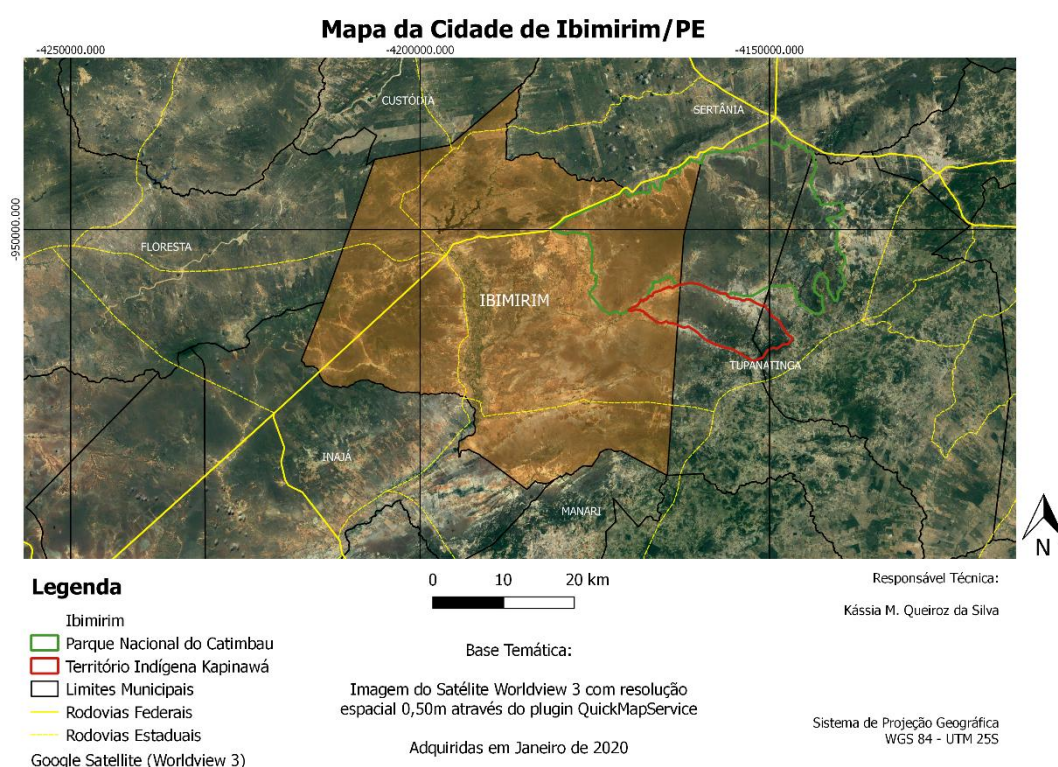 Mapa da Cidade de Ibimirim/PE
-4250000.000
-4200000.000
-4150000.000
-950000.000
-950000.000
CUSTÓDIA
SERTÂNIA
FLORESTA
IBIMIRIM
TUPANATINGA
INAJÁ
MANARI
N
Legenda
Ibimirim
Parque Nacional do Catimbau
Território Indígena Kapinawá
Limites Municipais
Rodovias Federais
Rodovias Estaduais
Google Satellite (Worldview 3)
0 10 20 km
Base Temática:
Imagem do Satélite Worldview 3 com resolução
espacial 0,50m através do plugin QuickMapService
Adquiridas em Janeiro de 2020
Responsável Técnica:
Kássia M. Queiroz da Silva
Sistema de Projeção Geográfica
WGS 84 - UTM 25S